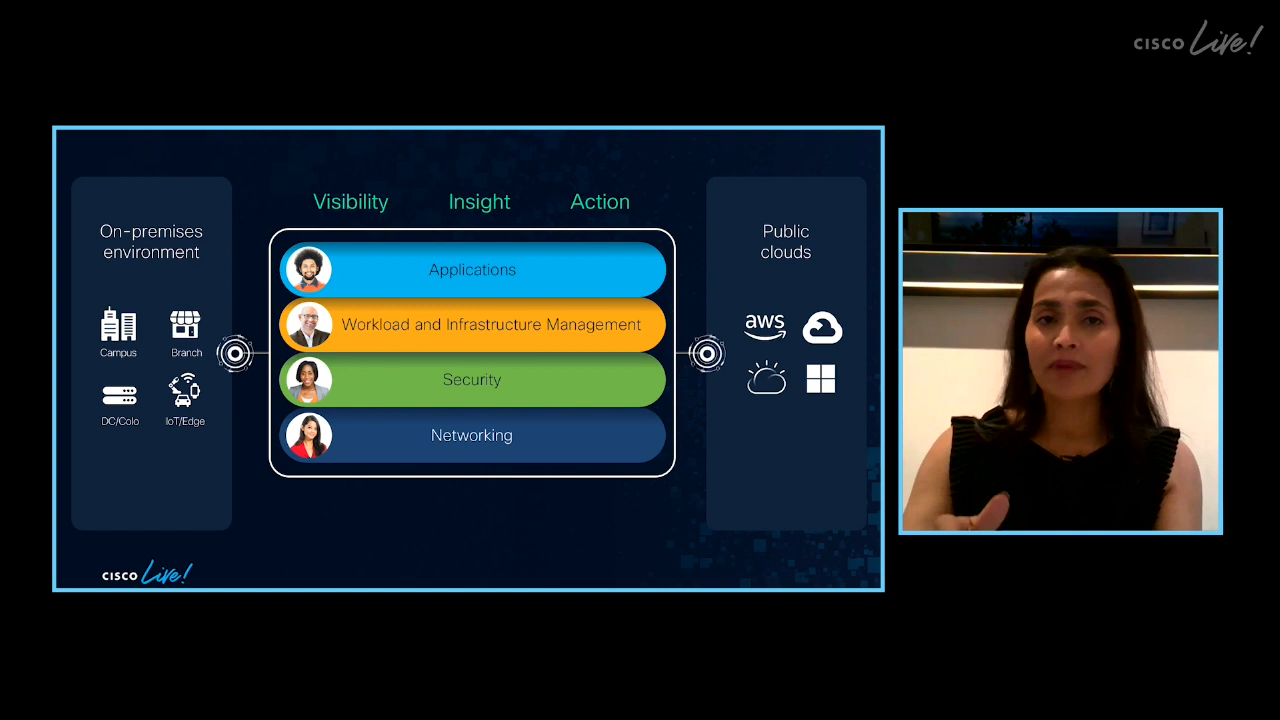 CISCO Live!
Visibility Insight Action
On-premises
environment
Campus
Branch
DC/Colo
IoT/Edge
Applications
Workload and Infrastructure Management
Security
Networking
Public
clouds
aws
CISCO Live!